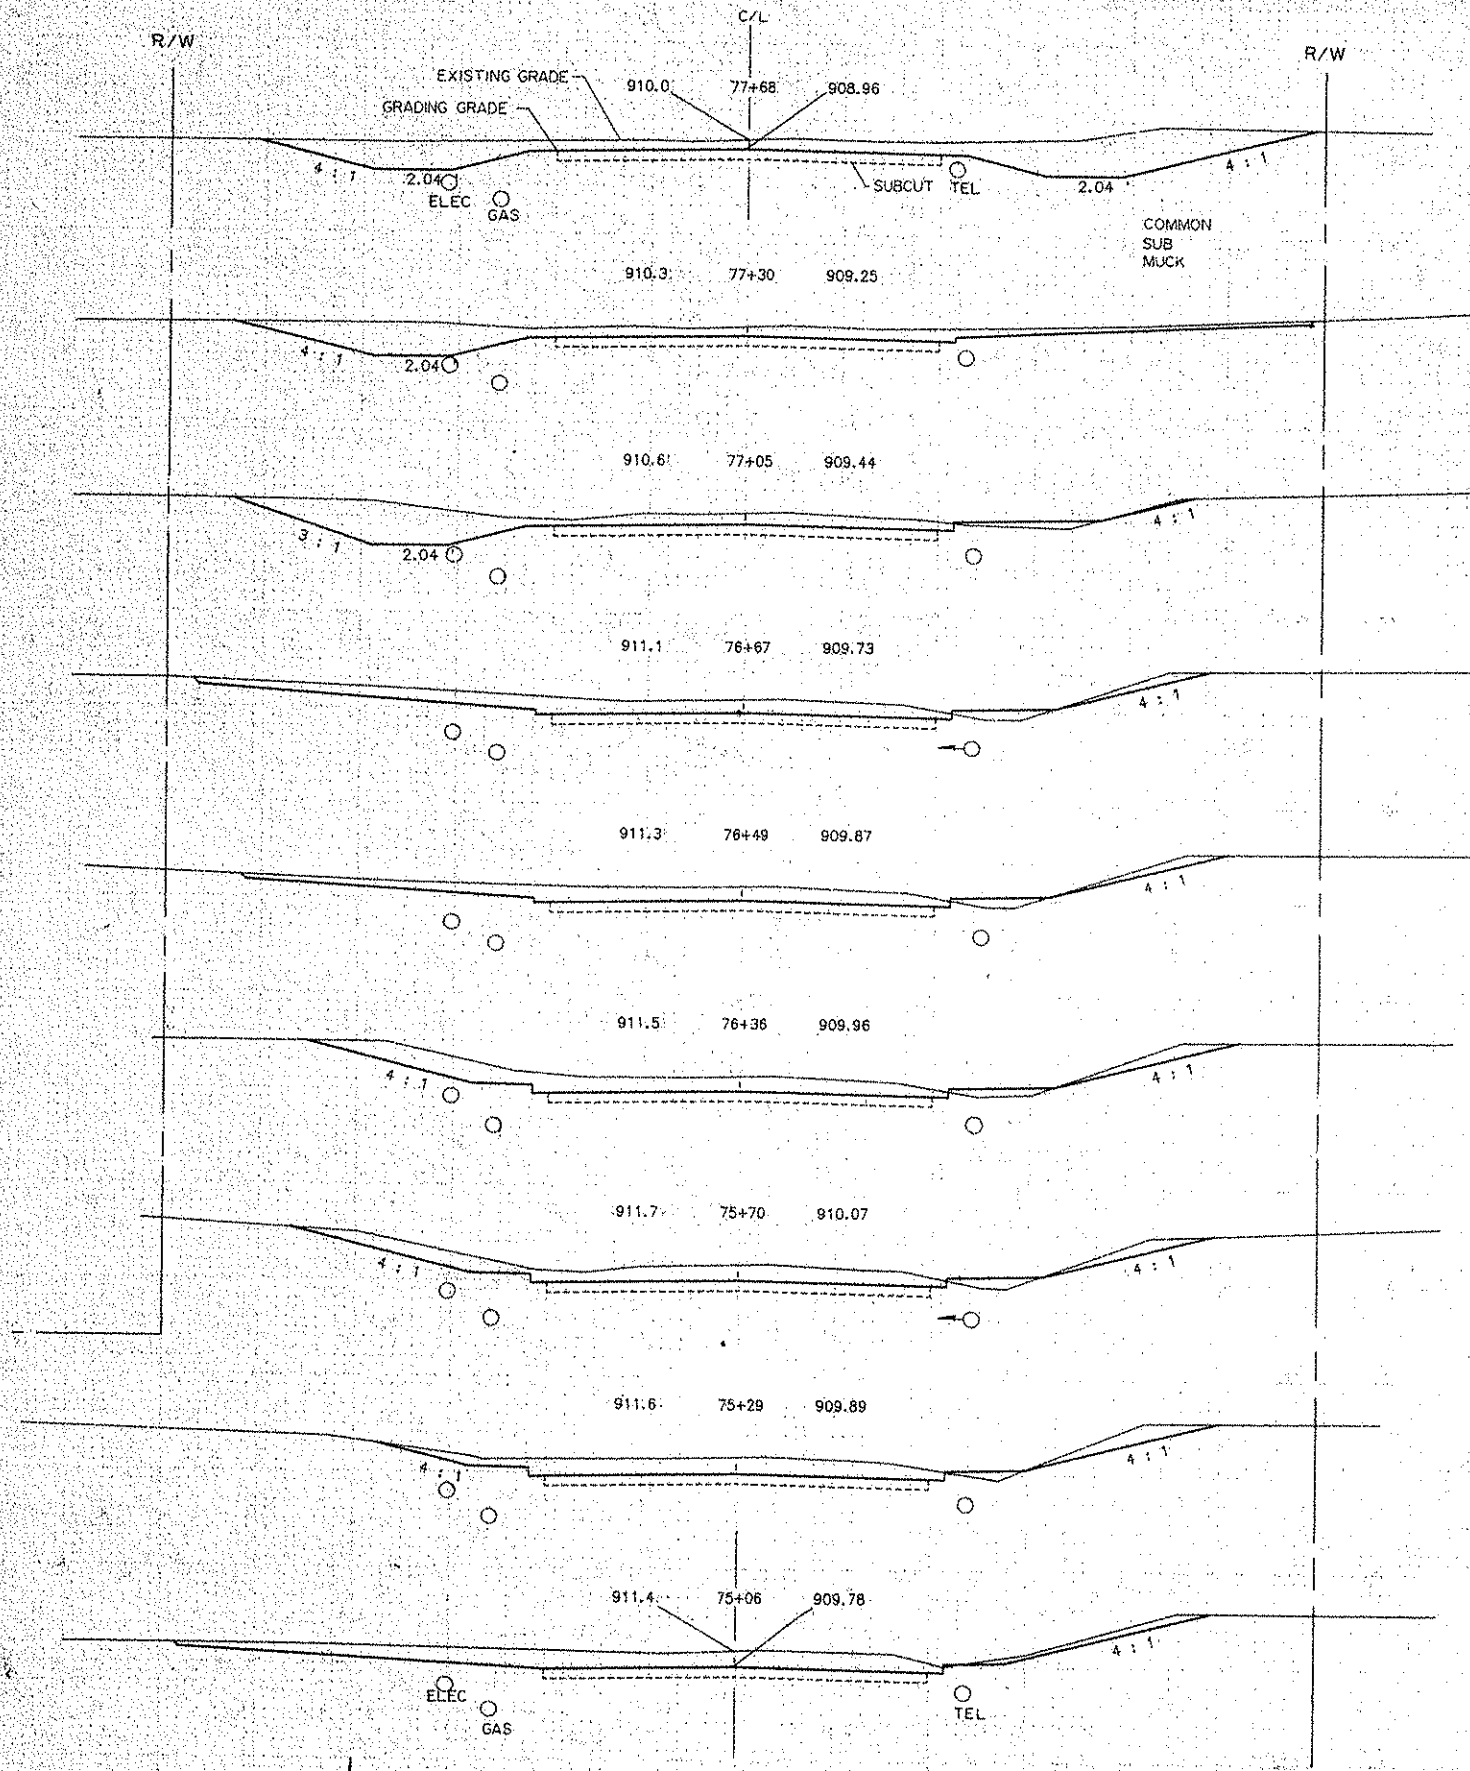 C/L
R/W
R/W
EXISTING GRADE
910.0 77+68 908.96
GRADING GRADE
4 : 1
2.04
ELEC
GAS
SUBCUT
TEL
2.04
4 : 1
COMMON
SUB
MUCK
910.3 77+30 909.25
4 : 1
2.04
910.6 77+05 909.44
3 : 1
2.04
4 : 1
911.1 76+67 909.73
4 : 1
911.3 76+49 909.87
4 : 1
911.5 76+36 909.96
4 : 1
4 : 1
911.7 75+70 910.07
4 : 1
4 : 1
911.6 75+29 909.89
4 : 1
4 : 1
911.4 75+06 909.78
4 : 1
ELEC
GAS
TEL